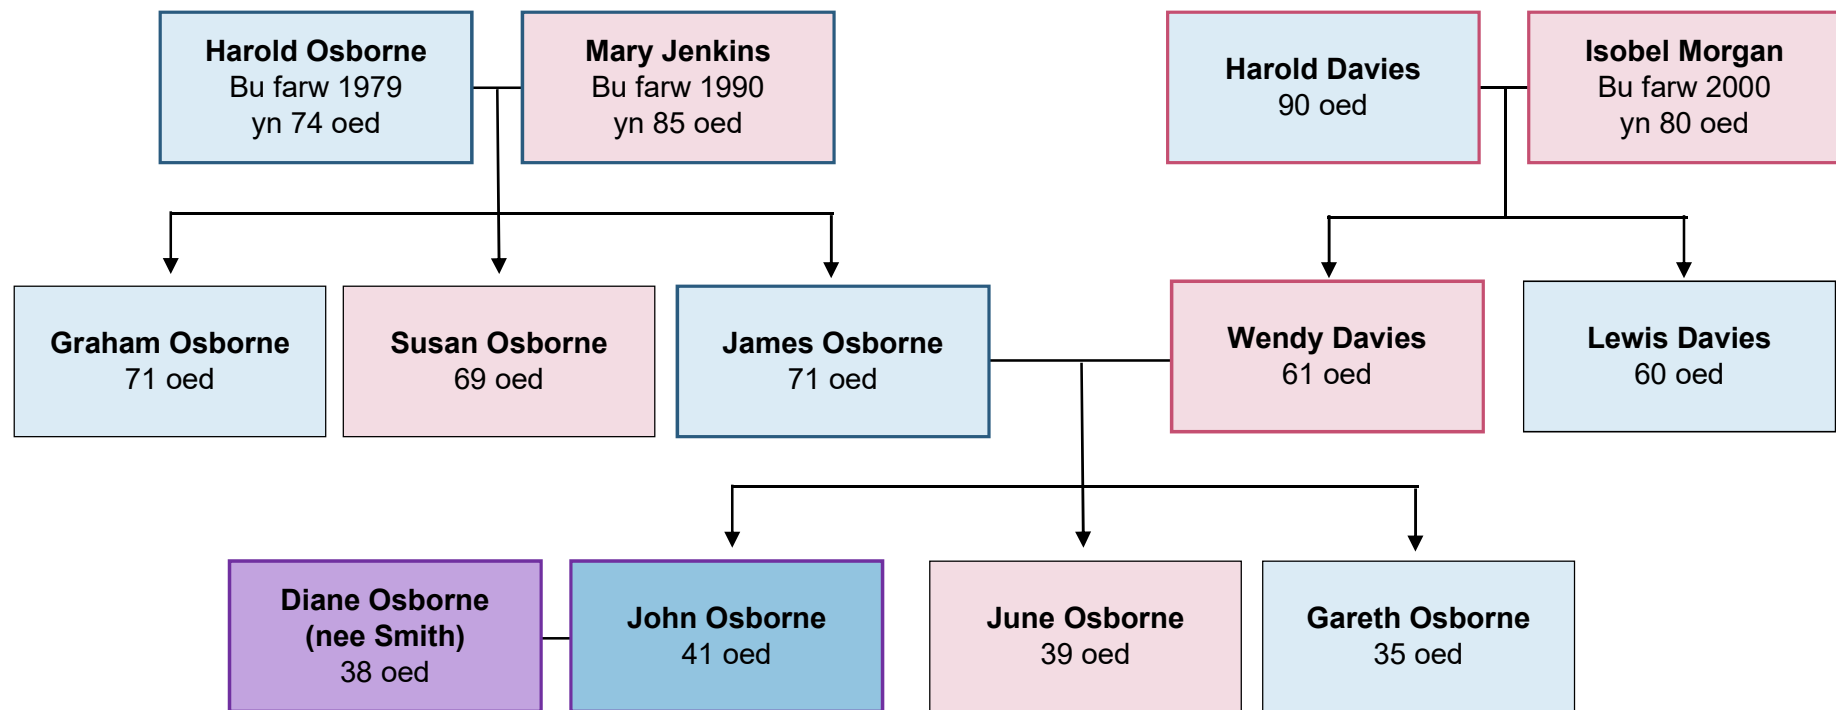 Harold Osborne
Bu farw 1979
yn 74 oed
Mary Jenkins
Bu farw 1990
yn 85 oed
Harold Davies
90 oed
Isobel Morgan
Bu farw 2000
yn 80 oed
Graham Osborne
71 oed
Susan Osborne
69 oed
James Osborne
71 oed
Wendy Davies
61 oed
Lewis Davies
60 oed
Diane Osborne
(nee Smith)
38 oed
John Osborne
41 oed
June Osborne
39 oed
Gareth Osborne
35 oed